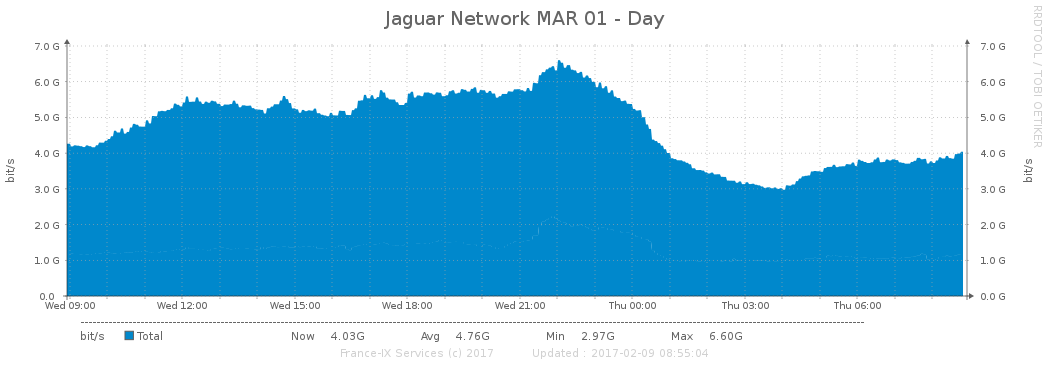 Jaguar Network MAR 01 - Day
RRDTOOL / TOBI OETIKER
bit/s
7.0 G
6.0 G
5.0 G
4.0 G
3.0 G
2.0 G
1.0 G
0.0
7.0 G
6.0 G
5.0 G
4.0 G
3.0 G
2.0 G
1.0 G
0.0 G
bit/s
Wed 09:00 Wed 12:00 Wed 15:00 Wed 18:00 Wed 21:00 Thu 00:00 Thu 03:00 Thu 06:00
bit/s Total Now 4.03G Avg 4.76G Min 2.97G Max 6.60G
France-IX Services (c) 2017 Updated : 2017-02-09 08:55:04